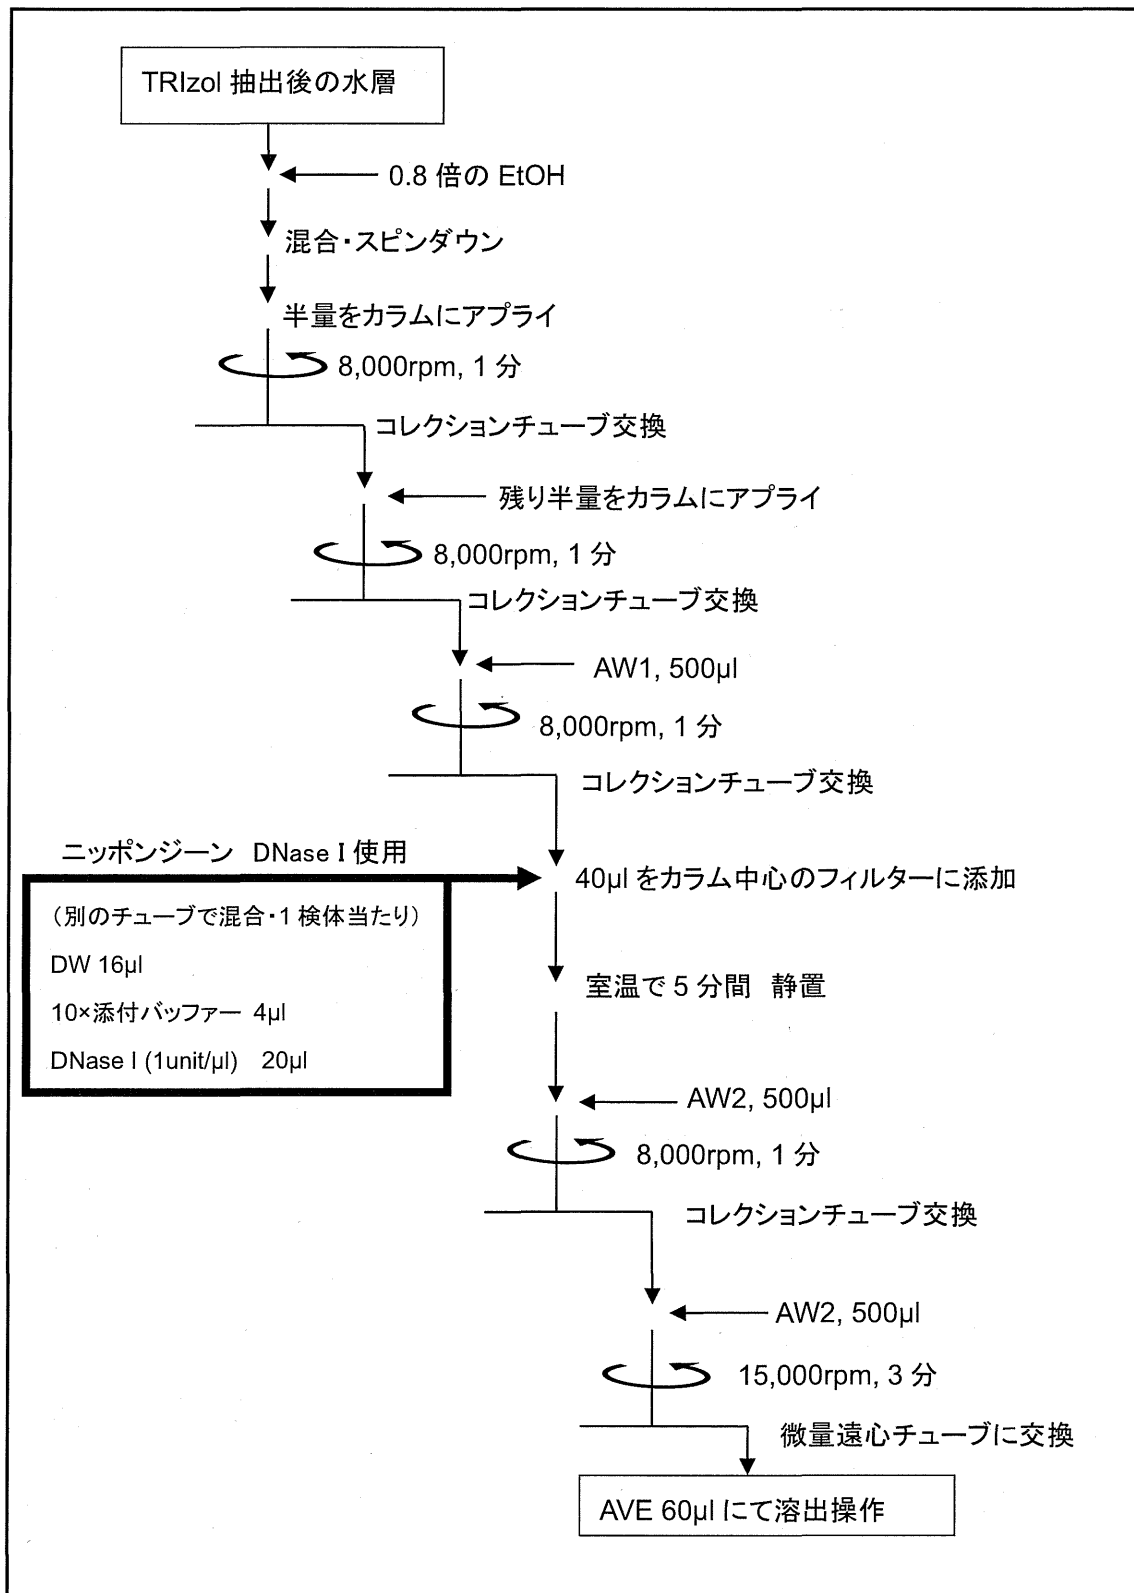 TRIzol 抽出後の水層
0.8 倍の EtOH
混合・スピンダウン
半量をカラムにアプライ
8,000rpm, 1 分
コレクションチューブ交換
残り半量をカラムにアプライ
8,000rpm, 1 分
コレクションチューブ交換
AW1, 500µl
8,000rpm, 1 分
コレクションチューブ交換
ニッポンジーン DNase I 使用
40µl をカラム中心のフィルターに添加
(別のチューブで混合・1 検体当たり)
DW 16µl
10×添付バッファー 4µl
DNase I (1unit/µl) 20µl
室温で 5 分間 静置
AW2, 500µl
8,000rpm, 1 分
コレクションチューブ交換
AW2, 500µl
15,000rpm, 3 分
微量遠心チューブに交換
AVE 60µl にて溶出操作